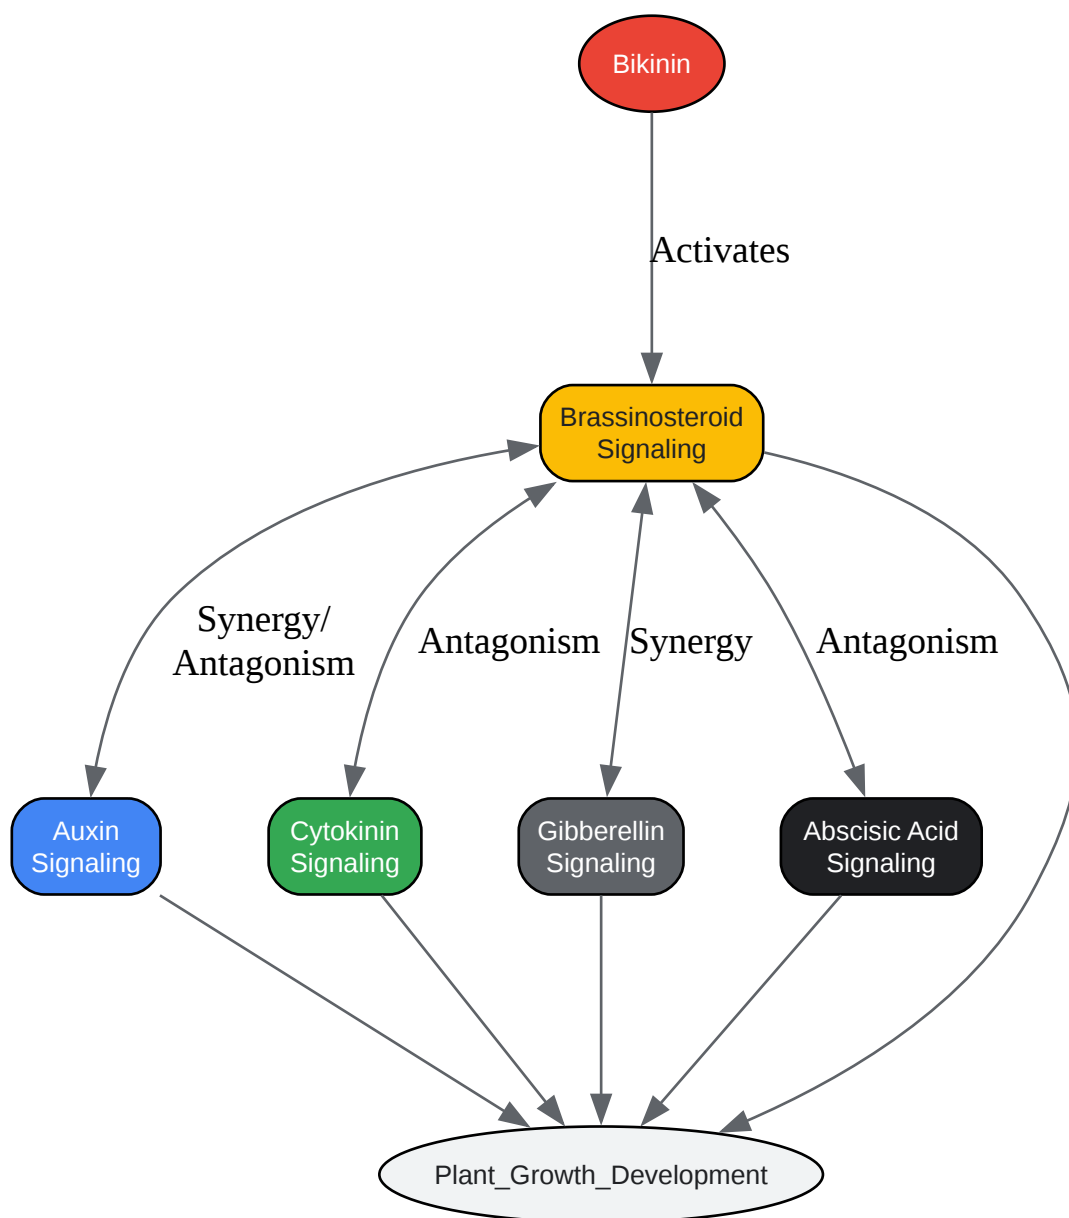 Bikinin
Activates
Brassinosteroid
Signaling
Synergy/
Antagonism
Antagonism
Synergy
Antagonism
Auxin
Signaling
Cytokinin
Signaling
Gibberellin
Signaling
Abscisic Acid
Signaling
Plant_Growth_Development